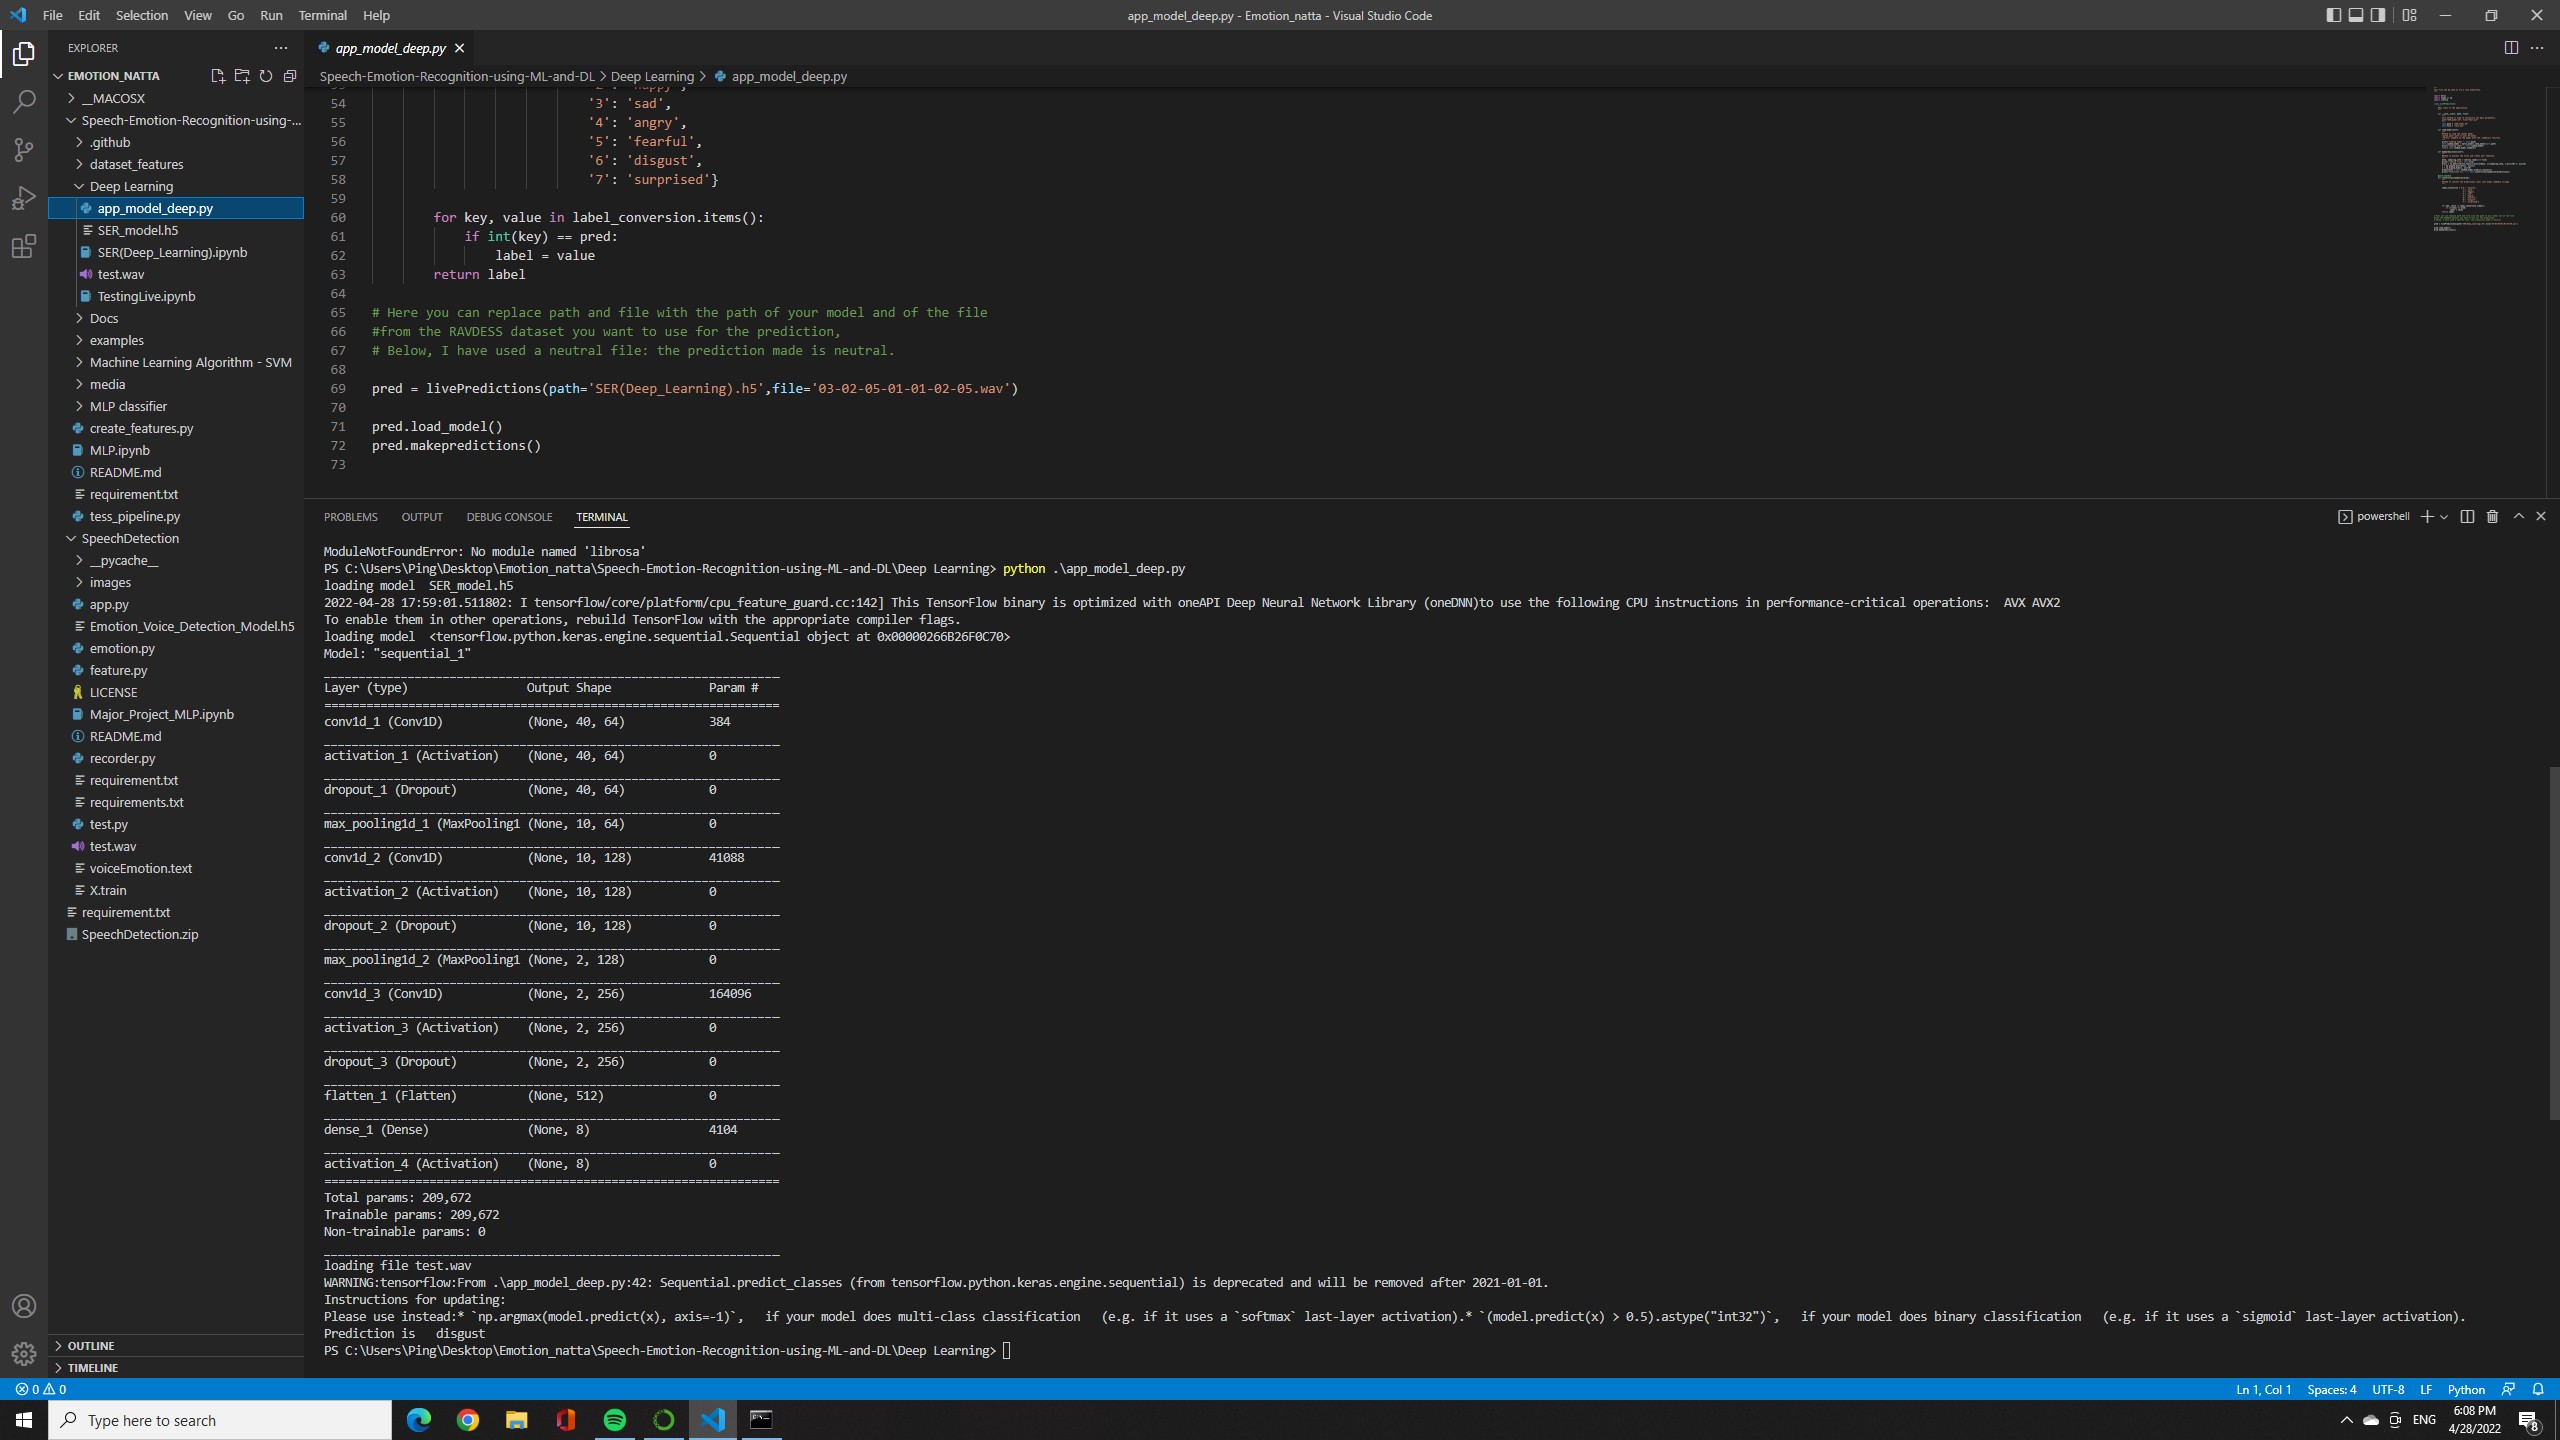 File Edit Selection View Go Run Terminal Help
app_model_deep.py - Emotion_natta - Visual Studio Code
EXPLORER
EMOTION_NATTA
__MACOSX
Speech-Emotion-Recognition-using-...
.github
dataset_features
Deep Learning
app_model_deep.py
SER_model.h5
SER(Deep_Learning).ipynb
test.wav
TestingLive.ipynb
Docs
examples
Machine Learning Algorithm - SVM
media
MLP classifier
create_features.py
MLP.ipynb
README.md
requirement.txt
tess_pipeline.py
SpeechDetection
__pycache__
images
app.py
Emotion_Voice_Detection_Model.h5
emotion.py
feature.py
LICENSE
Major_Project_MLP.ipynb
README.md
recorder.py
requirement.txt
requirements.txt
test.py
test.wav
voiceEmotion.text
X.train
requirement.txt
SpeechDetection.zip
OUTLINE
TIMELINE
app_model_deep.py
Speech-Emotion-Recognition-using-ML-and-DL > Deep Learning > app_model_deep.py
54 '3': 'sad',
55 '4': 'angry',
56 '5': 'fearful',
57 '6': 'disgust',
58 '7': 'surprised'}
59
60 for key, value in label_conversion.items():
61 if int(key) == pred:
62 label = value
63 return label
64
65 # Here you can replace path and file with the path of your model and of the file
66 #from the RAVDESS dataset you want to use for the prediction,
67 # Below, I have used a neutral file: the prediction made is neutral.
68
69 pred = livePredictions(path='SER(Deep_Learning).h5',file='03-02-05-01-01-02-05.wav')
70
71 pred.load_model()
72 pred.makepredictions()
73
PROBLEMS OUTPUT DEBUG CONSOLE TERMINAL
powershell
ModuleNotFoundError: No module named 'librosa'
PS C:\Users\Ping\Desktop\Emotion_natta\Speech-Emotion-Recognition-using-ML-and-DL\Deep Learning> python .\app_model_deep.py
loading model  SER_model.h5
2022-04-28 17:59:01.511802: I tensorflow/core/platform/cpu_feature_guard.cc:142] This TensorFlow binary is optimized with oneAPI Deep Neural Network Library (oneDNN)to use the following CPU instructions in performance-critical operations:  AVX AVX2
To enable them in other operations, rebuild TensorFlow with the appropriate compiler flags.
loading model  <tensorflow.python.keras.engine.sequential.Sequential object at 0x00000266B26F0C70>
Model: "sequential_1"
_________________________________________________________________
Layer (type)                 Output Shape              Param #
=================================================================
conv1d_1 (Conv1D)            (None, 40, 64)            384
_________________________________________________________________
activation_1 (Activation)    (None, 40, 64)            0
_________________________________________________________________
dropout_1 (Dropout)          (None, 40, 64)            0
_________________________________________________________________
max_pooling1d_1 (MaxPooling1 (None, 10, 64)            0
_________________________________________________________________
conv1d_2 (Conv1D)            (None, 10, 128)           41088
_________________________________________________________________
activation_2 (Activation)    (None, 10, 128)           0
_________________________________________________________________
dropout_2 (Dropout)          (None, 10, 128)           0
_________________________________________________________________
max_pooling1d_2 (MaxPooling1 (None, 2, 128)            0
_________________________________________________________________
conv1d_3 (Conv1D)            (None, 2, 256)            164096
_________________________________________________________________
activation_3 (Activation)    (None, 2, 256)            0
_________________________________________________________________
dropout_3 (Dropout)          (None, 2, 256)            0
_________________________________________________________________
flatten_1 (Flatten)          (None, 512)               0
_________________________________________________________________
dense_1 (Dense)              (None, 8)                 4104
_________________________________________________________________
activation_4 (Activation)    (None, 8)                 0
=================================================================
Total params: 209,672
Trainable params: 209,672
Non-trainable params: 0
_________________________________________________________________
loading file test.wav
WARNING:tensorflow:From .\app_model_deep.py:42: Sequential.predict_classes (from tensorflow.python.keras.engine.sequential) is deprecated and will be removed after 2021-01-01.
Instructions for updating:
Please use instead:* `np.argmax(model.predict(x), axis=-1)`,   if your model does multi-class classification   (e.g. if it uses a `softmax` last-layer activation).* `(model.predict(x) > 0.5).astype("int32")`,   if your model does binary classification   (e.g. if it uses a `sigmoid` last-layer activation).
Prediction is   disgust
PS C:\Users\Ping\Desktop\Emotion_natta\Speech-Emotion-Recognition-using-ML-and-DL\Deep Learning>
0 0
Ln 1, Col 1 Spaces: 4 UTF-8 LF Python
Type here to search
ENG
6:08 PM
4/28/2022
8